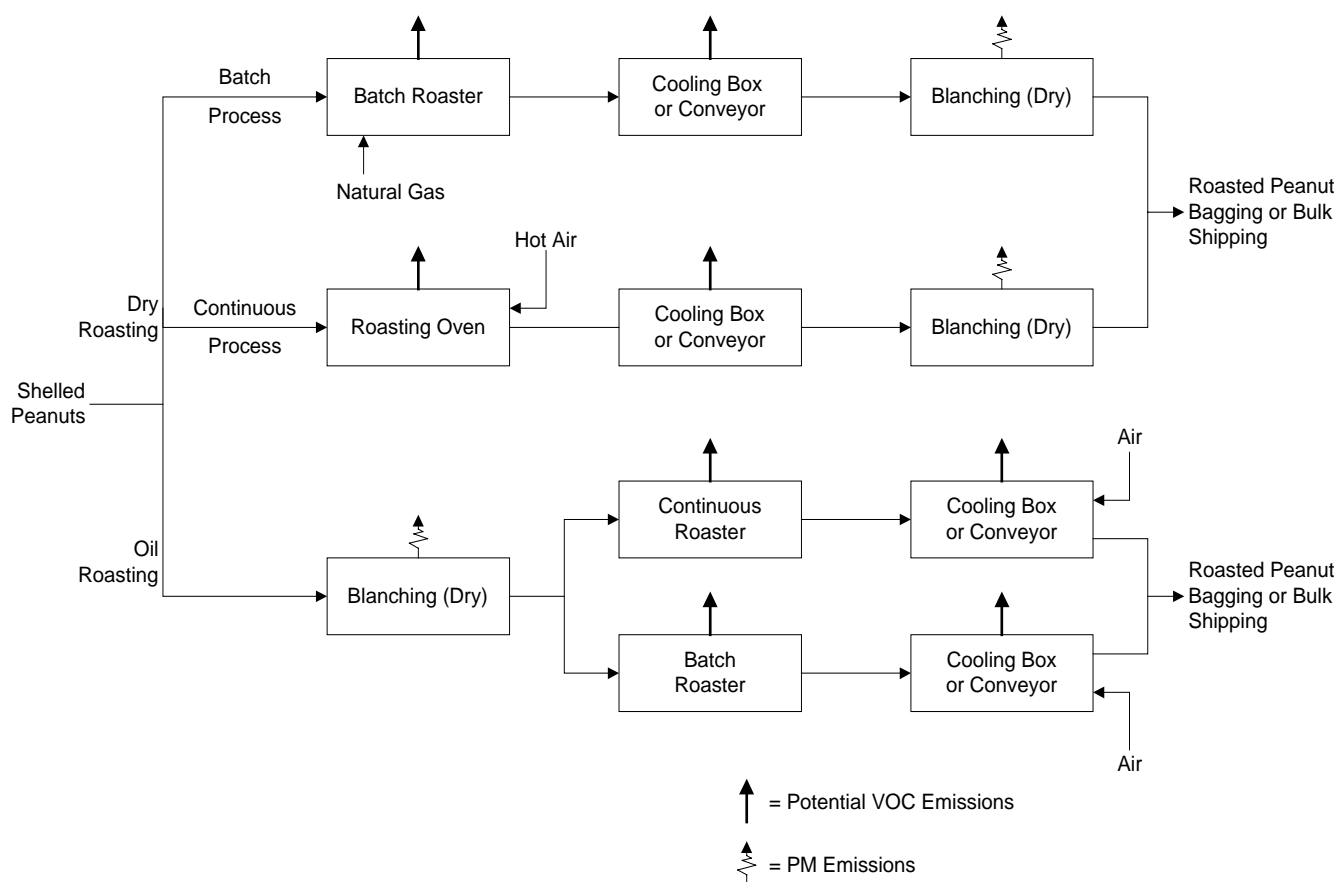 Batch
Process
Batch Roaster
Cooling Box
or Conveyor
Blanching (Dry)
Natural Gas
Roasted Peanut
Bagging or Bulk
Shipping
Hot Air
Dry
Roasting
Continuous
Process
Roasting Oven
Cooling Box
or Conveyor
Blanching (Dry)
Shelled
Peanuts
Air
Continuous
Roaster
Cooling Box
or Conveyor
Oil
Roasting
Blanching (Dry)
Roasted Peanut
Bagging or Bulk
Shipping
Batch
Roaster
Cooling Box
or Conveyor
Air
= Potential VOC Emissions
= PM Emissions